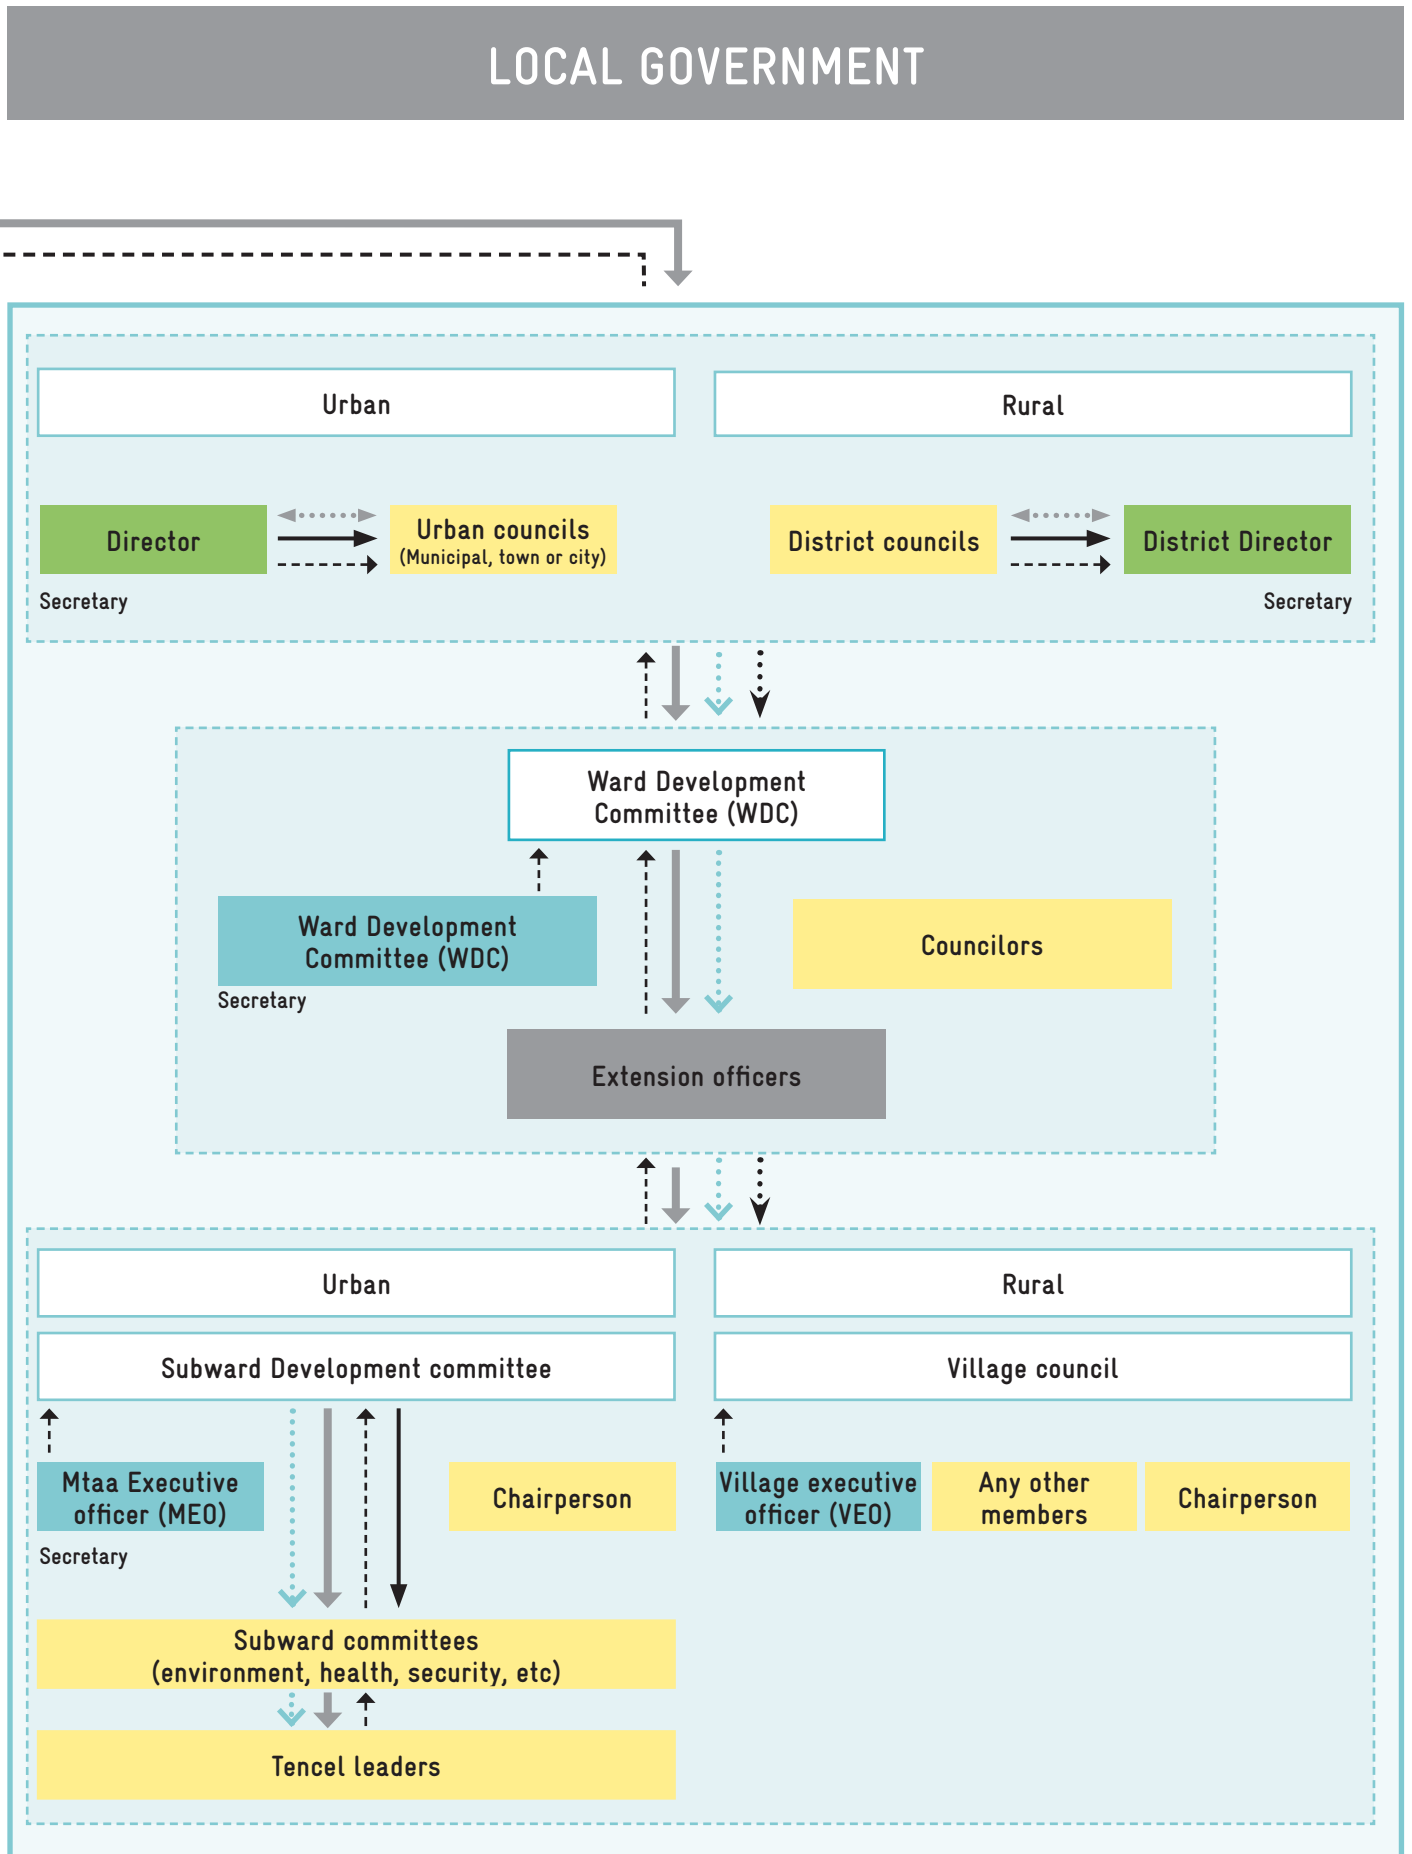 LOCAL GOVERNMENT
Urban
Rural
Director
Urban councils
(Municipal, town or city)
District councils
District Director
Secretary
Secretary
Ward Development
Committee (WDC)
Ward Development
Committee (WDC)
Councilors
Secretary
Extension officers
Urban
Rural
Subward Development committee
Village council
Mtaa Executive
officer (MEO)
Chairperson
Village executive
officer (VEO)
Any other
members
Chairperson
Secretary
Subward committees
(environment, health, security, etc)
Tencel leaders